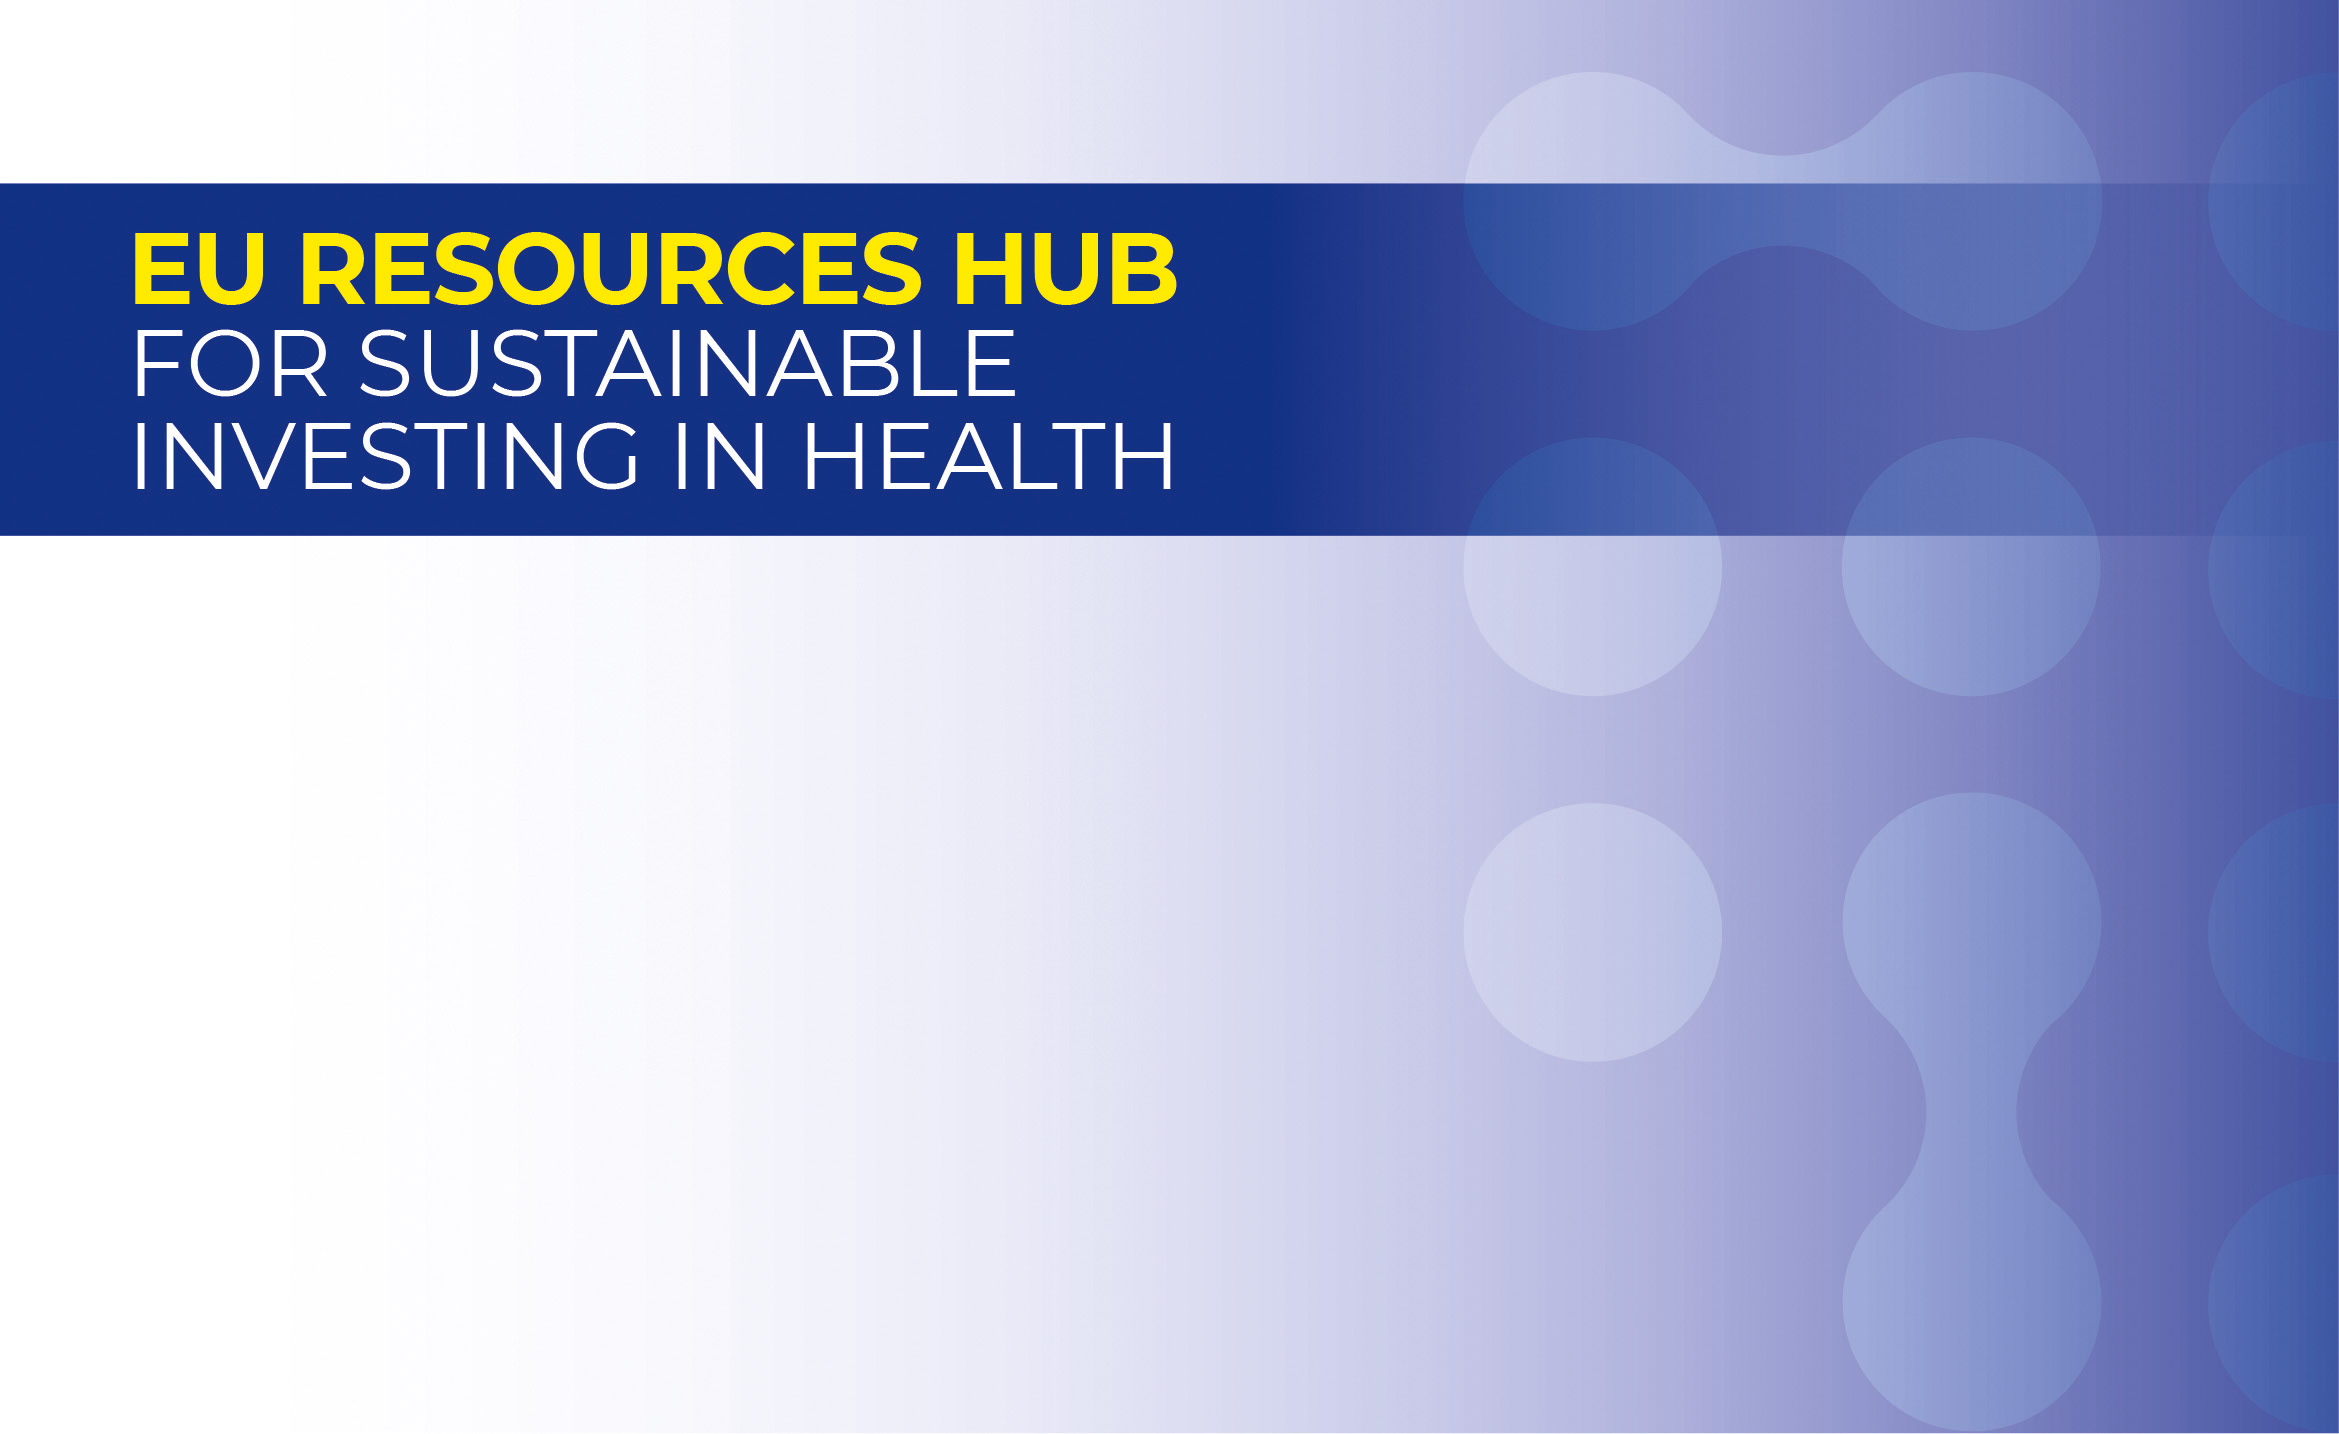 EU RESOURCES HUB
FOR SUSTAINABLE
INVESTING IN HEALTH